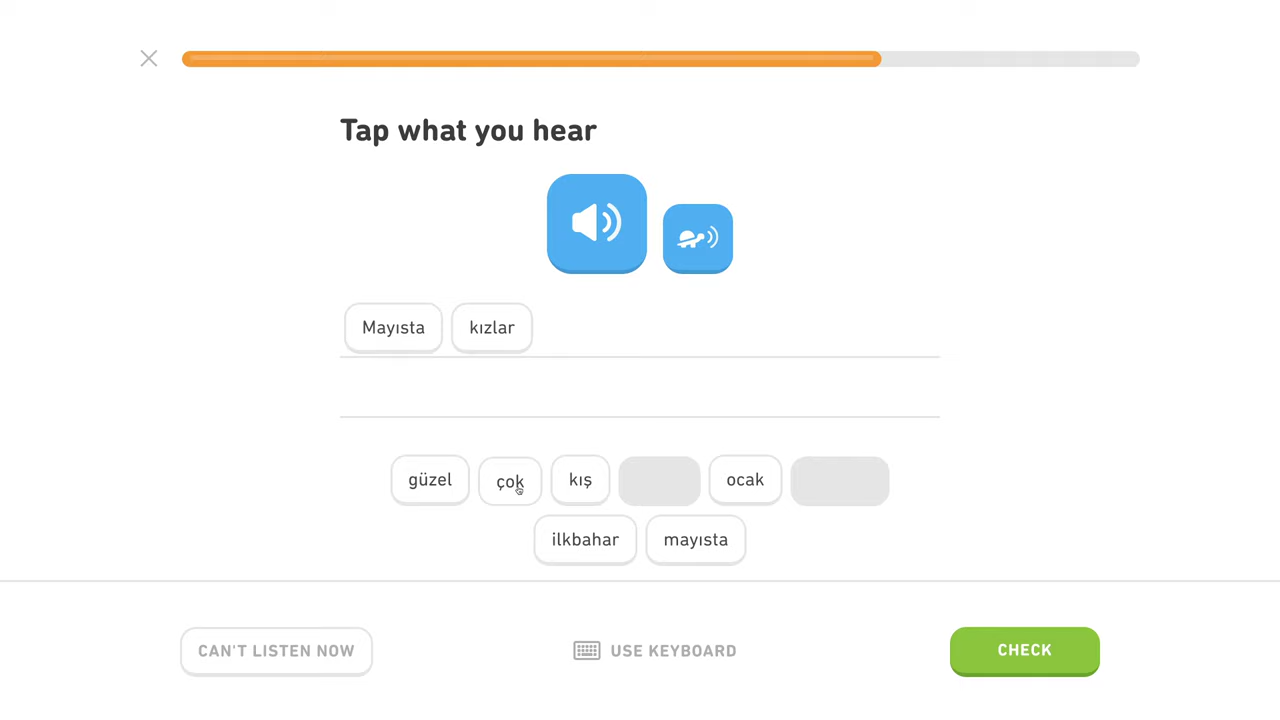 Tap what you hear
Mayısta kızlar
güzel çok kış ocak
ilkbahar mayısta
CAN'T LISTEN NOW USE KEYBOARD CHECK